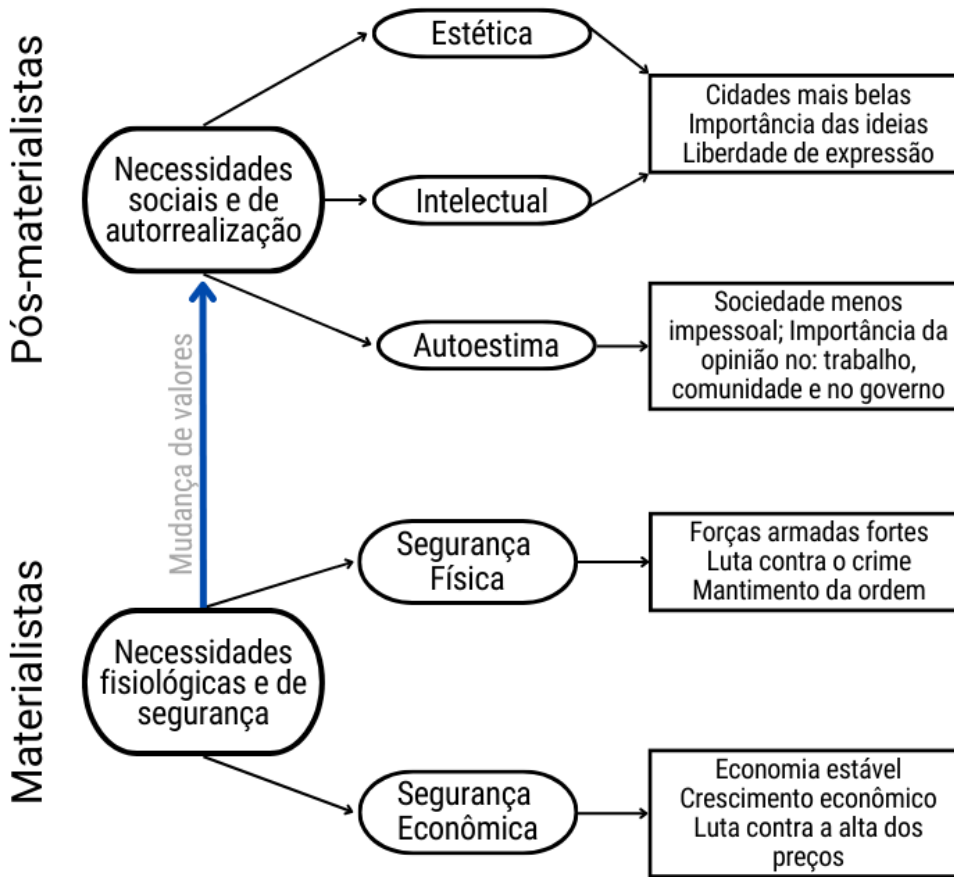 Pós-materialistas
Necessidades
sociais e de
autorrealização
Estética
Intelectual
Cidades mais belas
Importância das ideias
Liberdade de expressão
Autoestima
Sociedade menos
impessoal; Importância da
opinião no: trabalho,
comunidade e no governo
Mudança de valores
Materialistas
Necessidades
fisiológicas e de
segurança
Segurança
Física
Forças armadas fortes
Luta contra o crime
Mantimento da ordem
Segurança
Econômica
Economia estável
Crescimento econômico
Luta contra a alta dos
preços